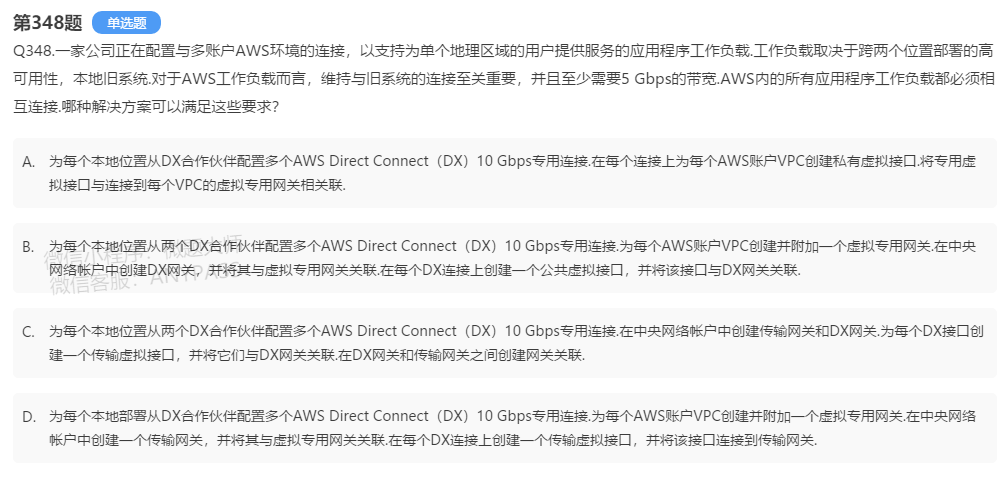 第348题 单选题
Q348.一家公司正在配置与多账户AWS环境的连接，以支持为单个地理区域的用户提供服务的应用程序工作负载.工作负载取决于跨两个位置部署的高
可用性，本地旧系统.对于AWS工作负载而言，维持与旧系统的连接至关重要，并且至少需要5 Gbps的带宽.AWS内的所有应用程序工作负载都必须相
互连接.哪种解决方案可以满足这些要求？
A. 为每个本地位置从DX合作伙伴配置多个AWS Direct Connect（DX）10 Gbps专用连接.在每个连接上为每个AWS账户VPC创建私有虚拟接口.将专用虚
拟接口与连接到每个VPC的虚拟专用网关相关联.
B. 为每个本地位置从两个DX合作伙伴配置多个AWS Direct Connect（DX）10 Gbps专用连接.为每个AWS账户VPC创建并附加一个虚拟专用网关.在中央
网络帐户中创建DX网关，并将其与虚拟专用网关关联.在每个DX连接上创建一个公共虚拟接口，并将该接口与DX网关关联.
微信小程序：微题大师
微信客服：ANYPASS
C. 为每个本地位置从两个DX合作伙伴配置多个AWS Direct Connect（DX）10 Gbps专用连接.在中央网络帐户中创建传输网关和DX网关.为每个DX接口创
建一个传输虚拟接口，并将它们与DX网关关联.在DX网关和传输网关之间创建网关关联.
D. 为每个本地部署从DX合作伙伴配置多个AWS Direct Connect（DX）10 Gbps专用连接.为每个AWS账户VPC创建并附加一个虚拟专用网关.在中央网络
帐户中创建一个传输网关，并将其与虚拟专用网关关联.在每个DX连接上创建一个传输虚拟接口，并将该接口连接到传输网关.